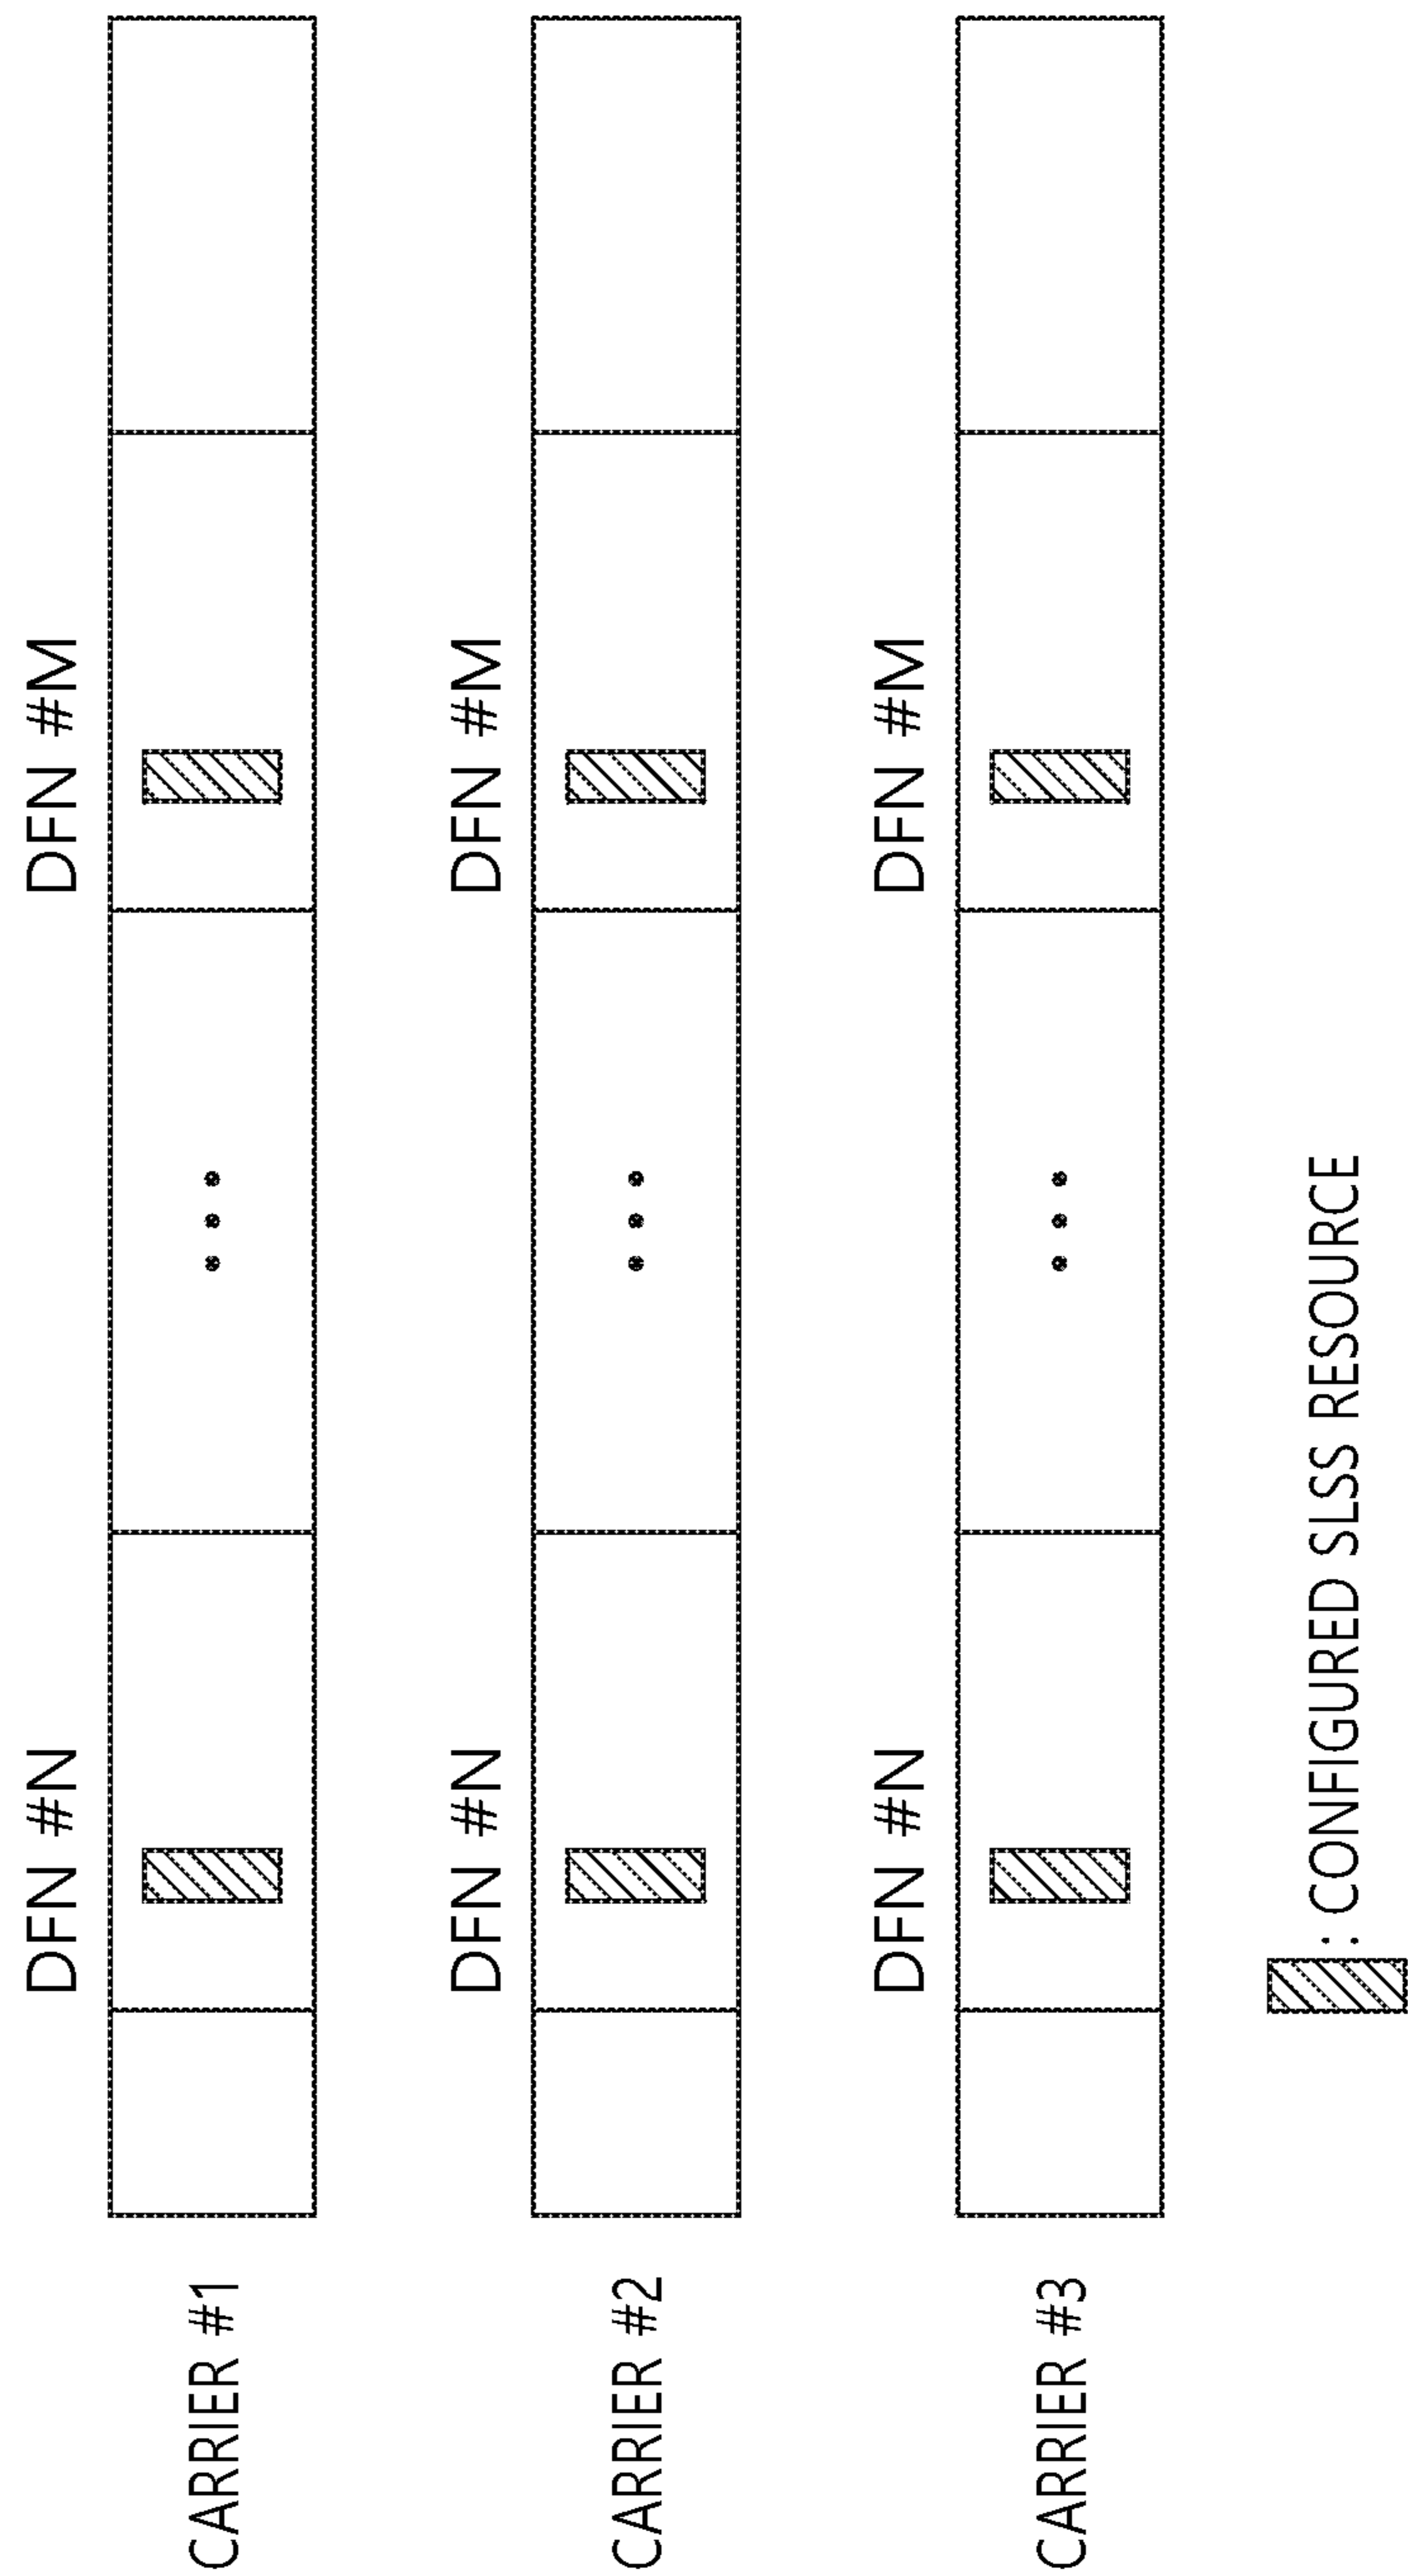 DFN #N
DFN #M
CARRIER #1
DFN #N
DFN #M
CARRIER #2
DFN #N
DFN #M
CARRIER #3
: CONFIGURED SLSS RESOURCE